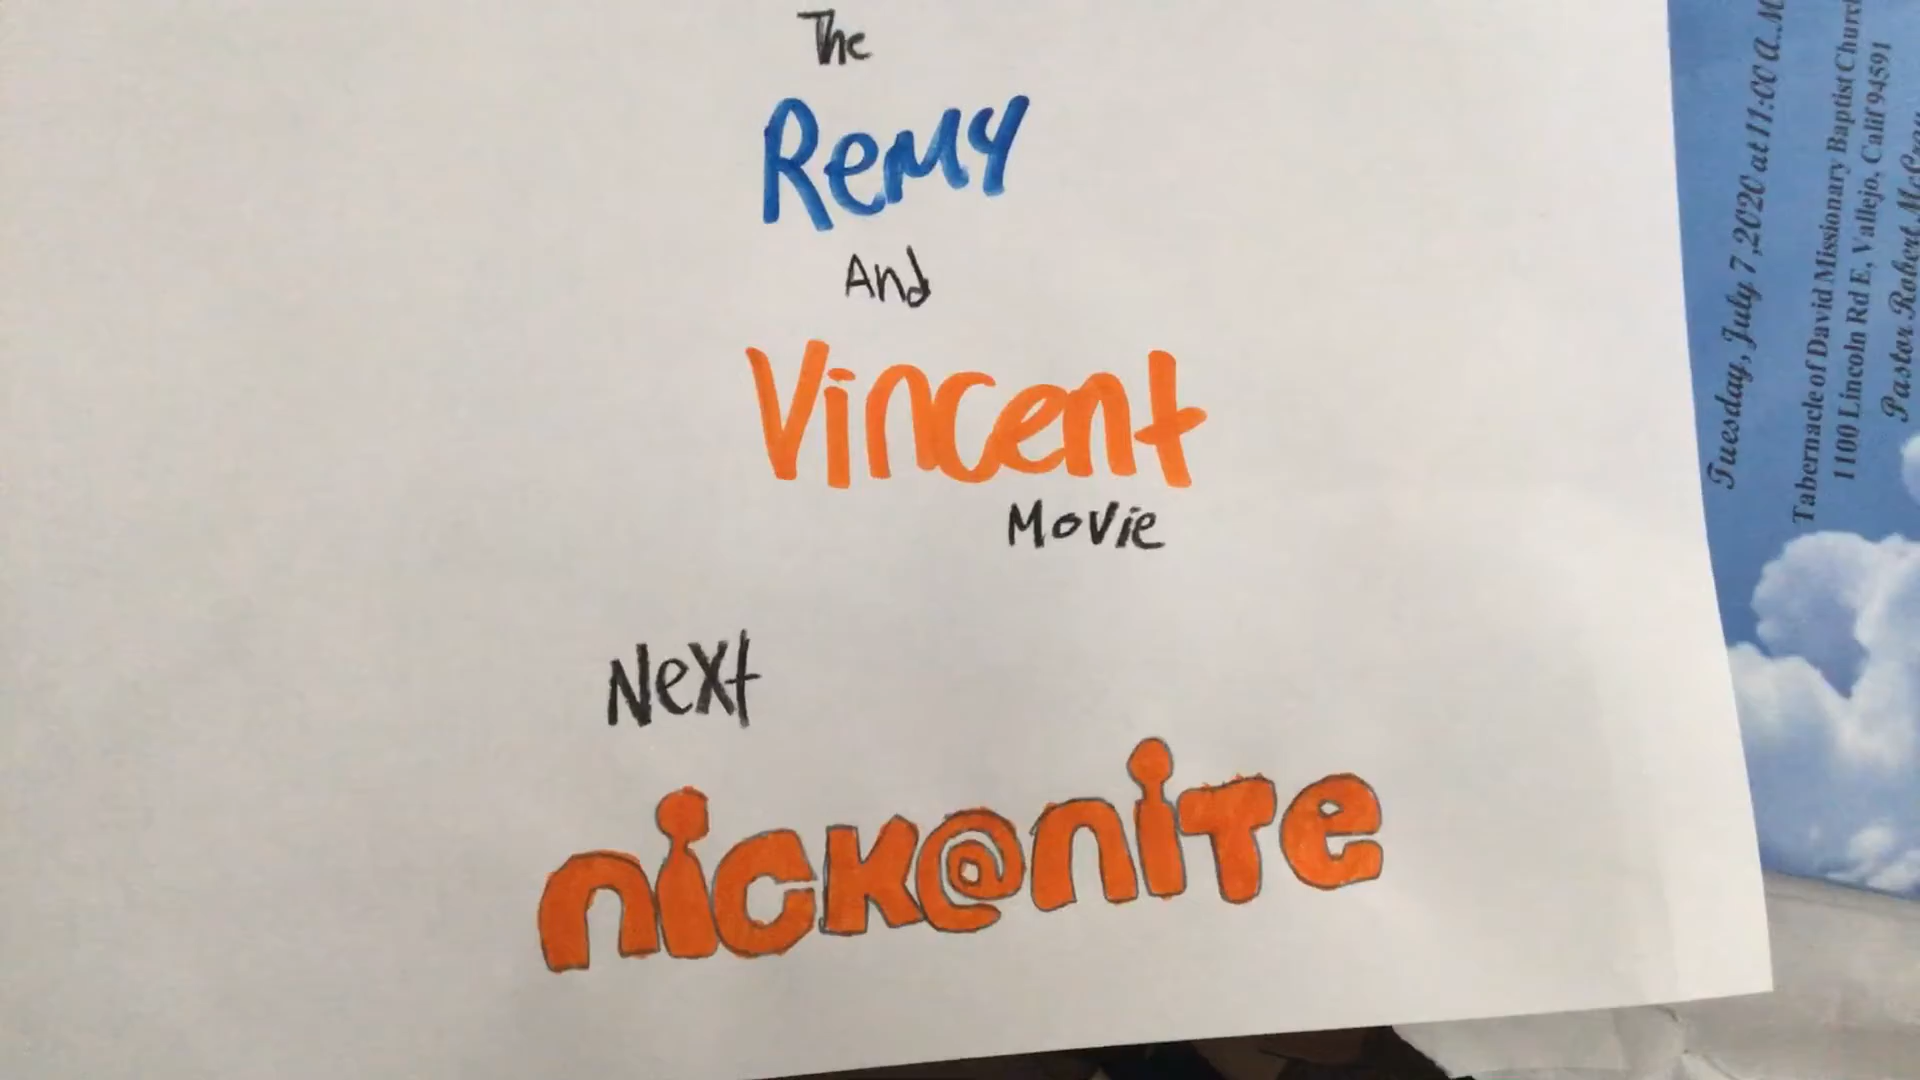 The
Remy
And
Vincent
Movie
Next
nick@nite
Tuesday, July 7, 2020 at 11:00 A.M
Tabernacle of David Missionary Baptist Church
1100 Lincoln Rd E, Vallejo, Calif 94591
Pastor Robert McCray